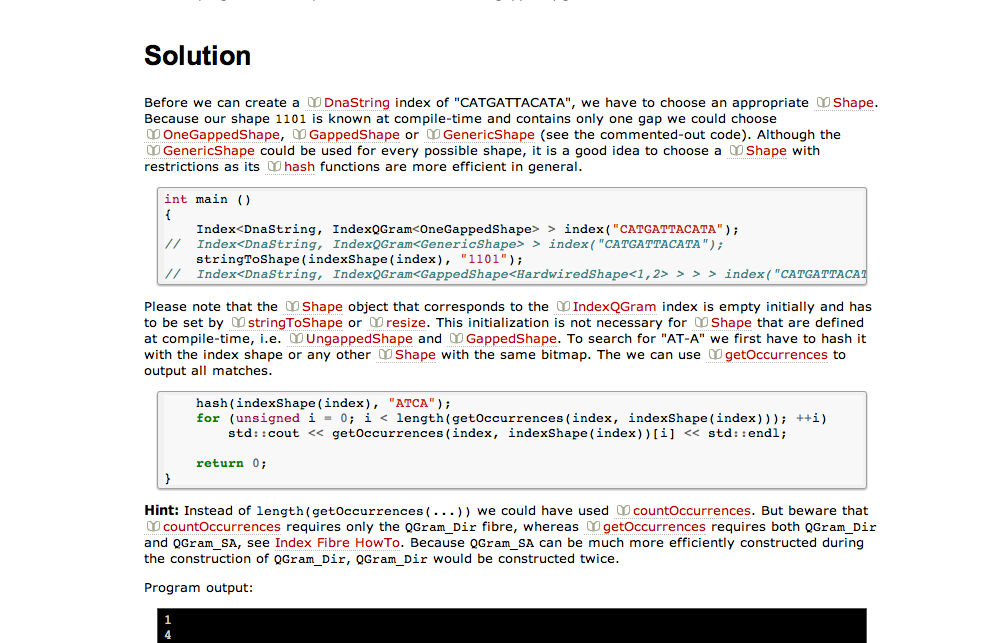 Solution
Before we can create a DnaString index of "CATGATTACATA", we have to choose an appropriate Shape.
Because our shape 1101 is known at compile-time and contains only one gap we could choose
OneGappedShape, GappedShape or GenericShape (see the commented-out code). Although the
GenericShape could be used for every possible shape, it is a good idea to choose a Shape with
restrictions as its hash functions are more efficient in general.
int main ()
{
    Index<DnaString, IndexQGram<OneGappedShape> > index("CATGATTACATA");
//  Index<DnaString, IndexQGram<GenericShape> > index("CATGATTACATA");
    stringToShape(indexShape(index), "1101");
//  Index<DnaString, IndexQGram<GappedShape<HardwiredShape<1,2> > > > index("CATGATTACAT
Please note that the Shape object that corresponds to the IndexQGram index is empty initially and has
to be set by stringToShape or resize. This initialization is not necessary for Shape that are defined
at compile-time, i.e. UngappedShape and GappedShape. To search for "AT-A" we first have to hash it
with the index shape or any other Shape with the same bitmap. The we can use getOccurrences to
output all matches.
    hash(indexShape(index), "ATCA");
    for (unsigned i = 0; i < length(getOccurrences(index, indexShape(index))); ++i)
        std::cout << getOccurrences(index, indexShape(index))[i] << std::endl;
    return 0;
}
Hint: Instead of length(getOccurrences(...)) we could have used countOccurrences. But beware that
countOccurrences requires only the QGram_Dir fibre, whereas getOccurrences requires both QGram_Dir
and QGram_SA, see Index Fibre HowTo. Because QGram_SA can be much more efficiently constructed during
the construction of QGram_Dir, QGram_Dir would be constructed twice.
Program output:
1
4